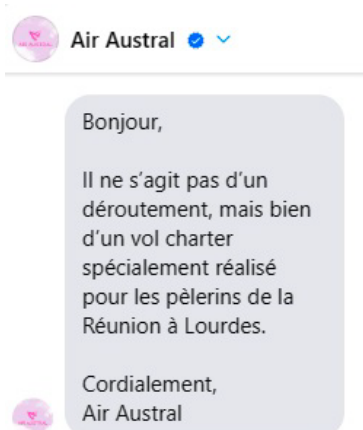 Air Austral
Bonjour,
Il ne s'agit pas d'un
déroutement, mais bien
d'un vol charter
spécialement réalisé
pour les pèlerins de la
Réunion à Lourdes.
Cordialement,
Air Austral